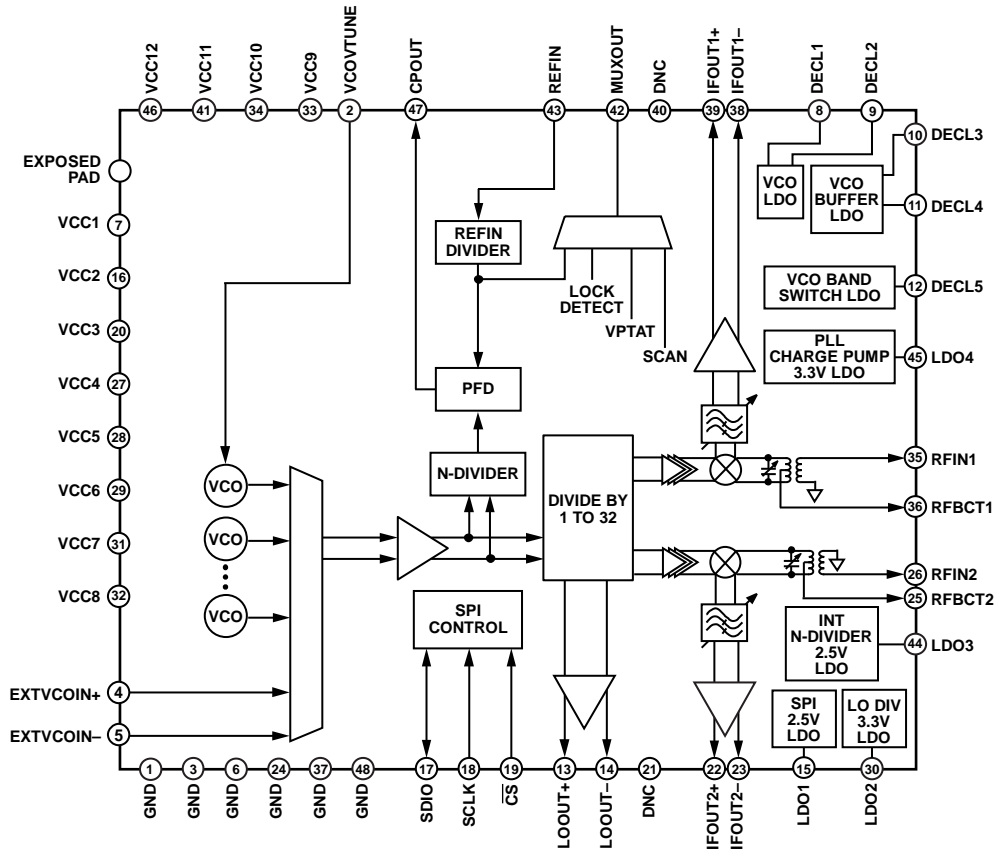 VCC12
VCC11
VCC10
VCC9
VCOVTUNE
CPOUT
REFIN
MUXOUT
DNC
IFOUT1+
IFOUT1–
DECL1
DECL2
46
41
34
33
2
47
43
42
40
39
38
8
9
EXPOSED
PAD
10 DECL3
VCO
LDO
VCO
BUFFER
LDO
11 DECL4
VCC1
7
REFIN
DIVIDER
VCC2
16
LOCK
DETECT
VPTAT
SCAN
VCO BAND
SWITCH LDO
12 DECL5
VCC3
20
PLL
CHARGE PUMP
3.3V LDO
45 LDO4
VCC4
27
PFD
VCC5
28
35 RFIN1
N-DIVIDER
VCC6
29
VCO
DIVIDE BY
1 TO 32
36 RFBCT1
VCC7
31
VCO
26 RFIN2
VCC8
32
VCO
25 RFBCT2
SPI
CONTROL
INT
N-DIVIDER
2.5V
LDO
44 LDO3
EXTVCOIN+
4
EXTVCOIN–
5
SPI
2.5V
LDO
LO DIV
3.3V
LDO
1
3
6
24
37
48
17
18
19
13
14
21
22
23
15
30
GND
GND
GND
GND
GND
GND
SDIO
SCLK
CS
LOOUT+
LOOUT–
DNC
IFOUT2+
IFOUT2–
LDO1
LDO2